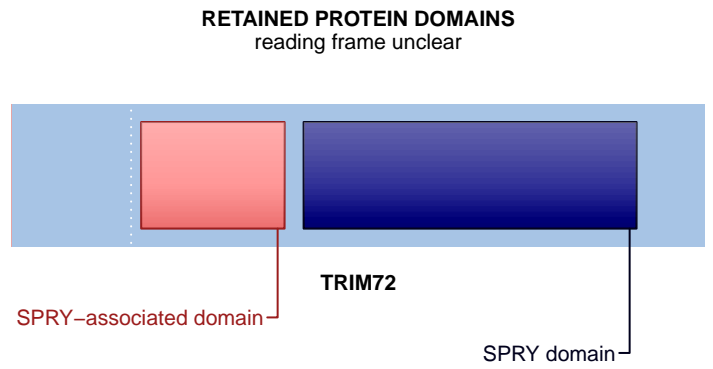 RETAINED PROTEIN DOMAINS
reading frame unclear
TRIM72
SPRY−associated domain
SPRY domain